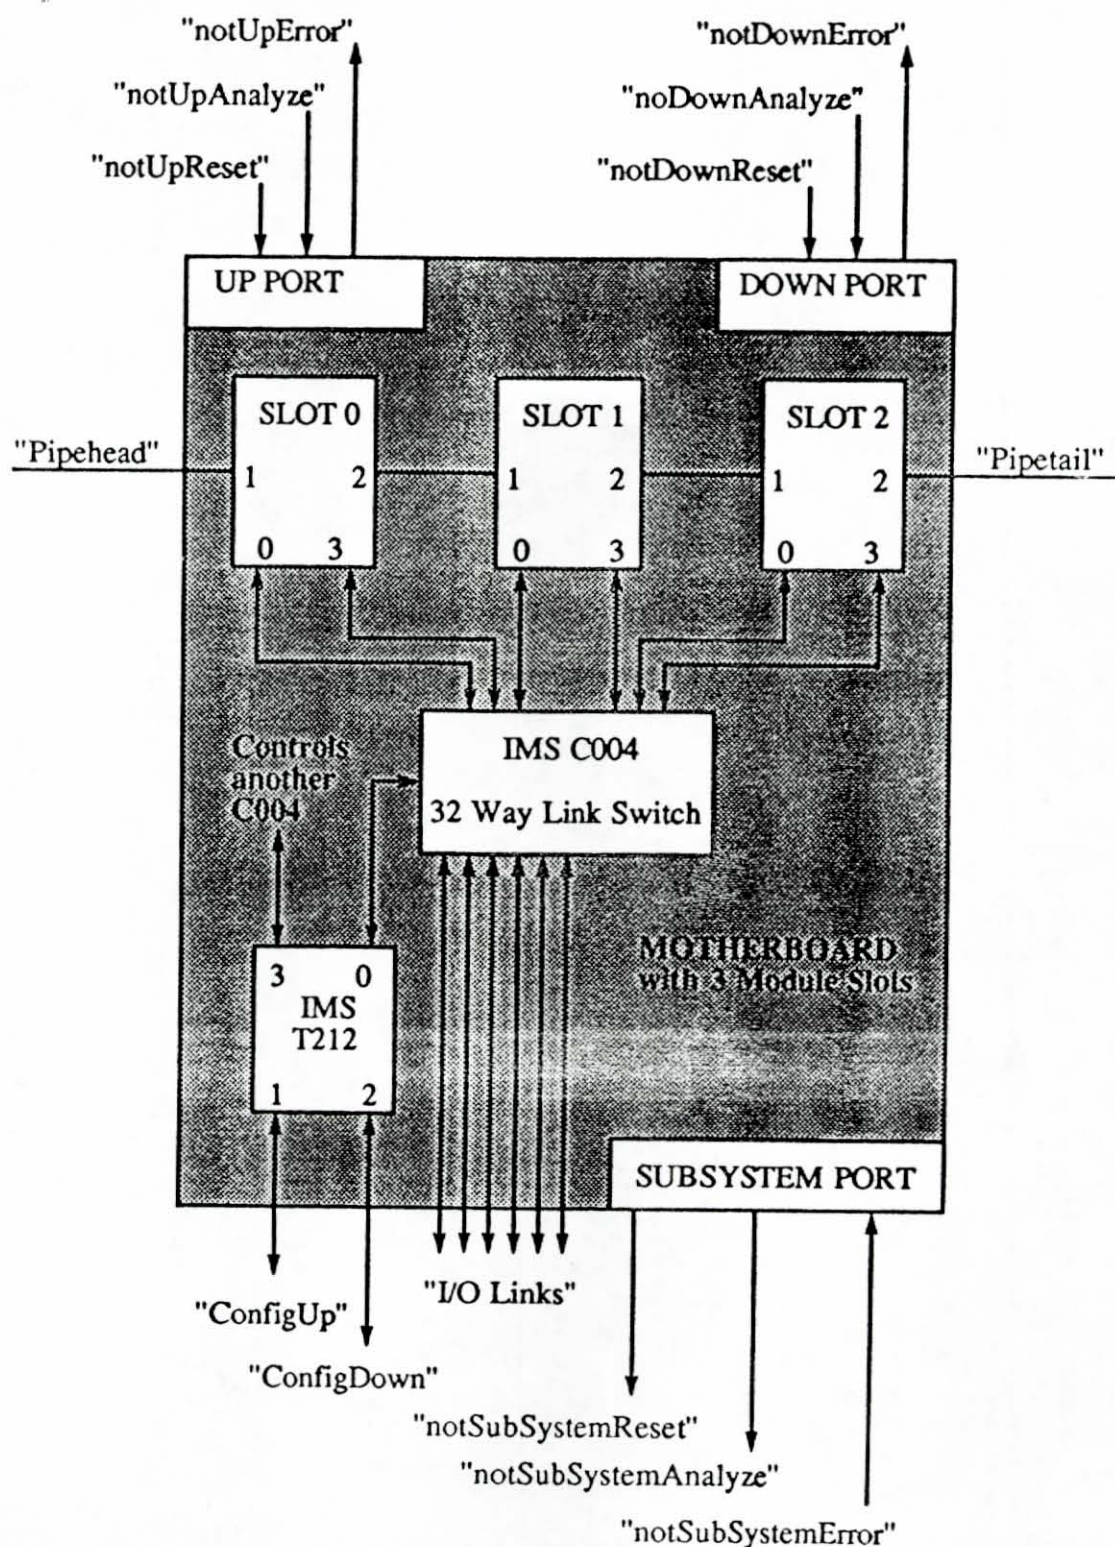 "notUpError"
"notDownError"
"notUpAnalyze"
"noDownAnalyze"
"notUpReset"
"notDownReset"
UP PORT
DOWN PORT
SLOT 0
SLOT 1
SLOT 2
"Pipehead"
"Pipetail"
1 2
1 2
1 2
0 3
0 3
0 3
IMS C004
32 Way Link Switch
Controls
another
C004
MOTHERBOARD
with 3 Module Slots
3 0
IMS
T212
1 2
SUBSYSTEM PORT
"I/O Links"
"ConfigUp"
"ConfigDown"
"notSubSystemReset"
"notSubSystemAnalyze"
"notSubSystemError"